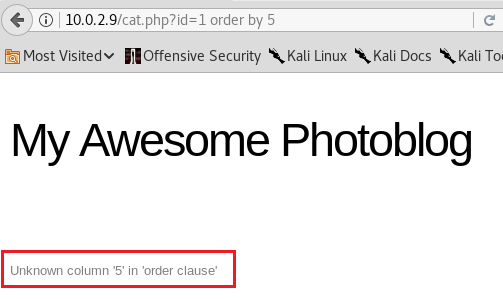 10.0.2.9/cat.php?id=1 order by 5
Most Visited Offensive Security Kali Linux Kali Docs Kali Too
My Awesome Photoblog
Unknown column '5' in 'order clause'